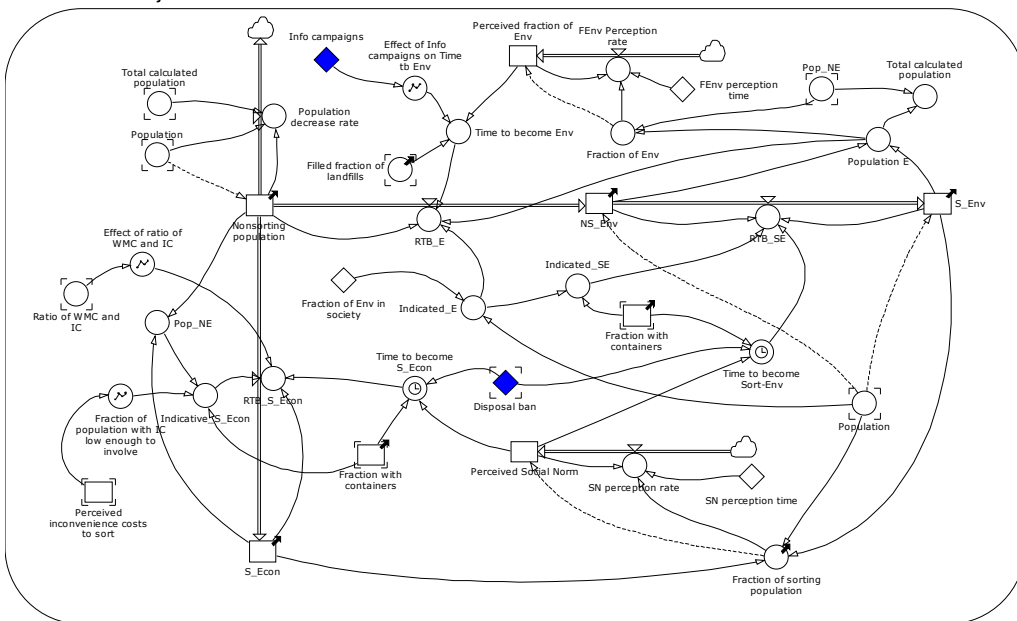 Info campaigns
Effect of Info
campaigns on Time
tb Env
Perceived fraction of
Env
FEnv Perception
rate
Total calculated
population
Population
decrease rate
Population
Filled fraction of
landfills
Time to become Env
FEnv perception
time
Fraction of Env
Pop_NE
Total calculated
population
Population E
Nonsorting
population
RTB_E
NS_Env
RTB_SE
S_Env
Effect of ratio of
WMC and IC
Ratio of WMC and
IC
Pop_NE
Fraction of Env in
society
Indicated_E
Indicated_SE
Fraction with
containers
Time to become
Sort-Env
Time to become
S_Econ
Disposal ban
Population
Fraction of
population with IC
low enough to
involve
Indicative_S_Econ
RTB_S_Econ
Fraction with
containers
Perceived Social Norm
SN perception rate
SN perception time
Perceived
inconvenience costs
to sort
S_Econ
Fraction of sorting
population